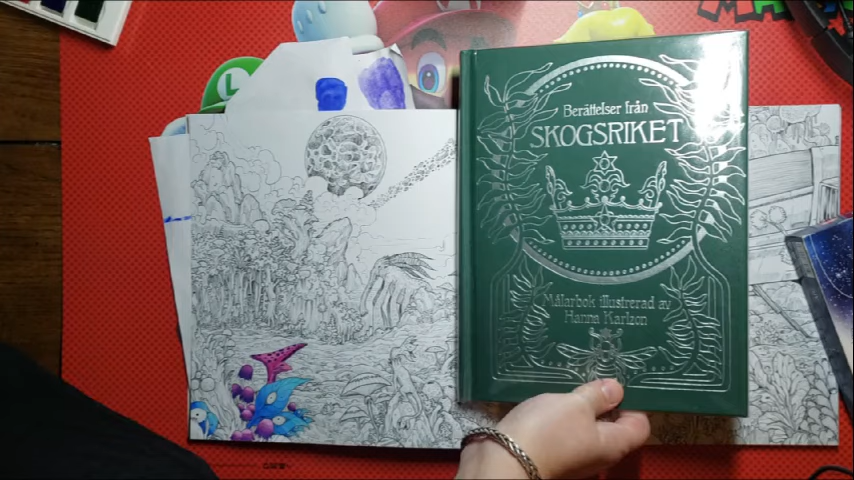 L
Berättelser från
SKOGSRIKET
Målarbok illustrerad av
Hanna Karlzon